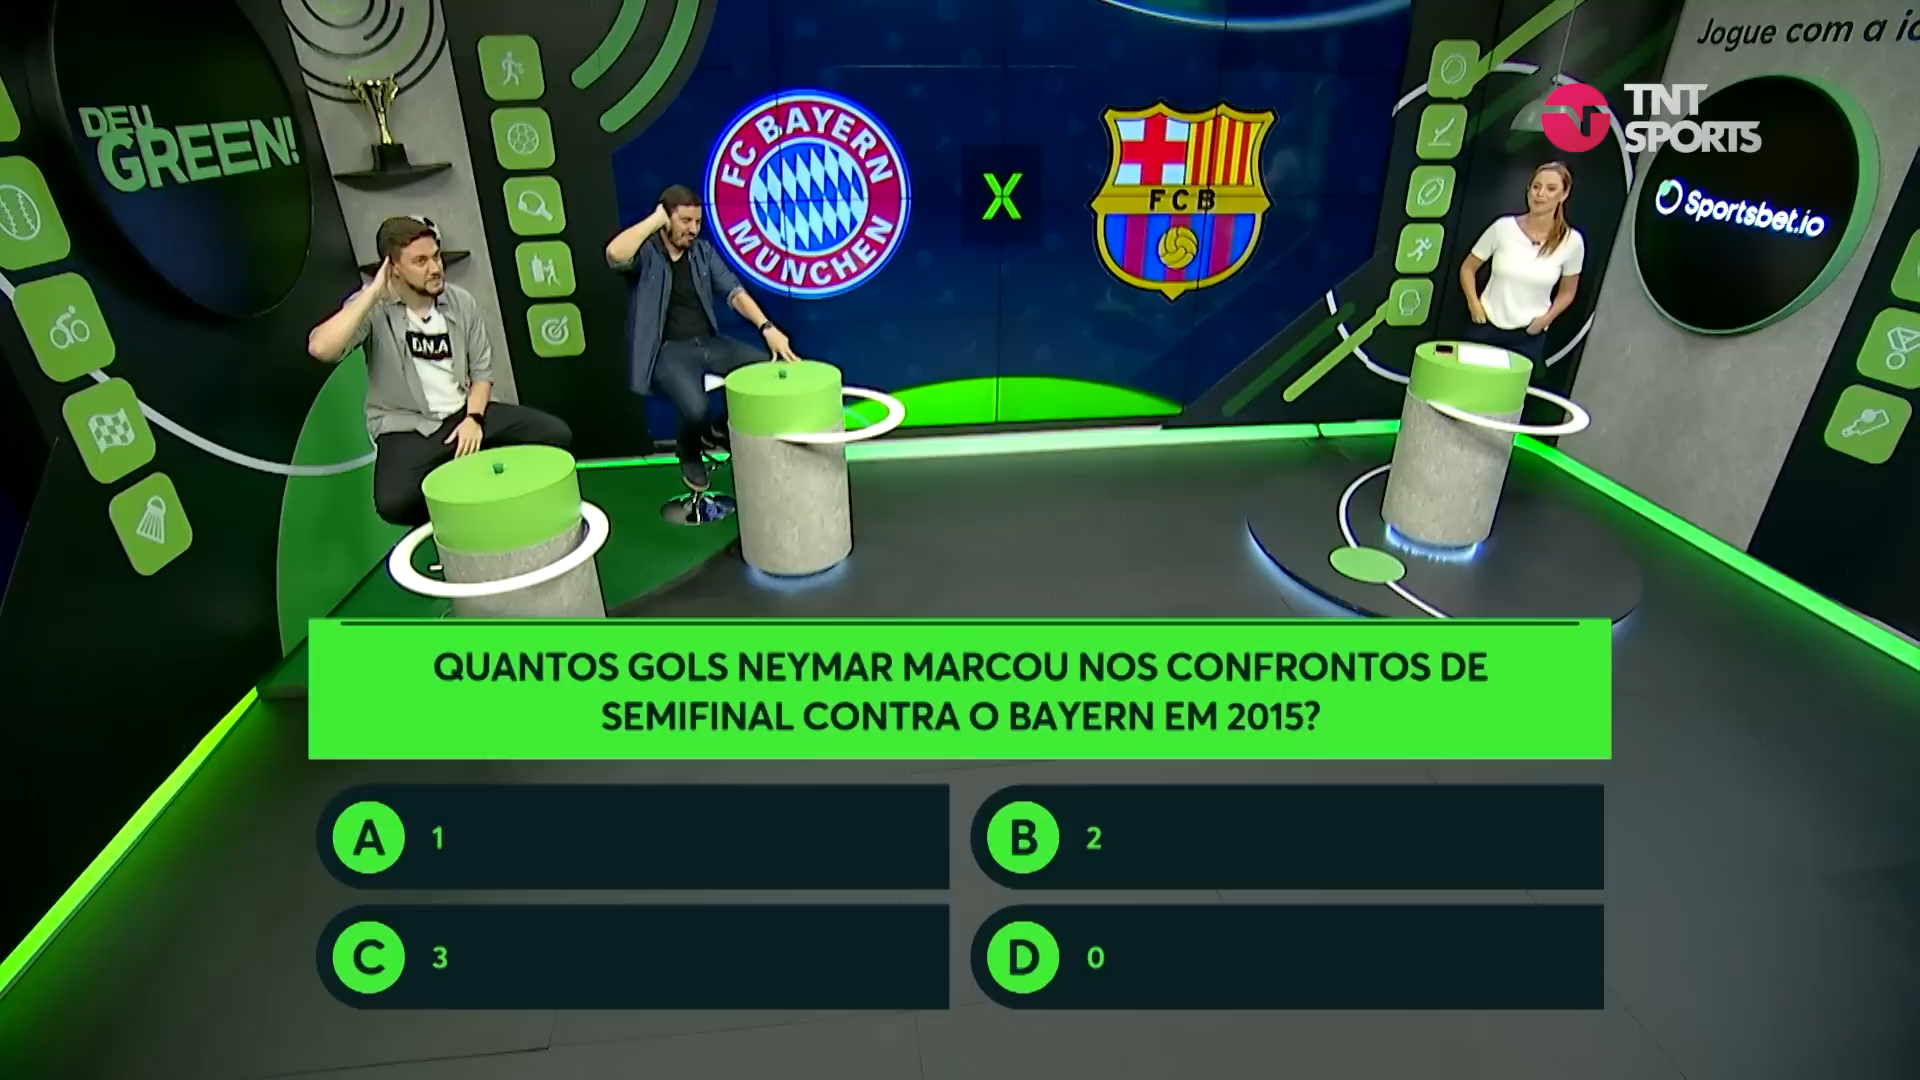 Jogue com a
DEU
GREEN!
FC BAYERN
MÜNCHEN
X
FCB
TNT
SPORTS
Sportsbet.io
DNA
QUANTOS GOLS NEYMAR MARCOU NOS CONFRONTOS DE
SEMIFINAL CONTRA O BAYERN EM 2015?
A 1
B 2
C 3
D 0